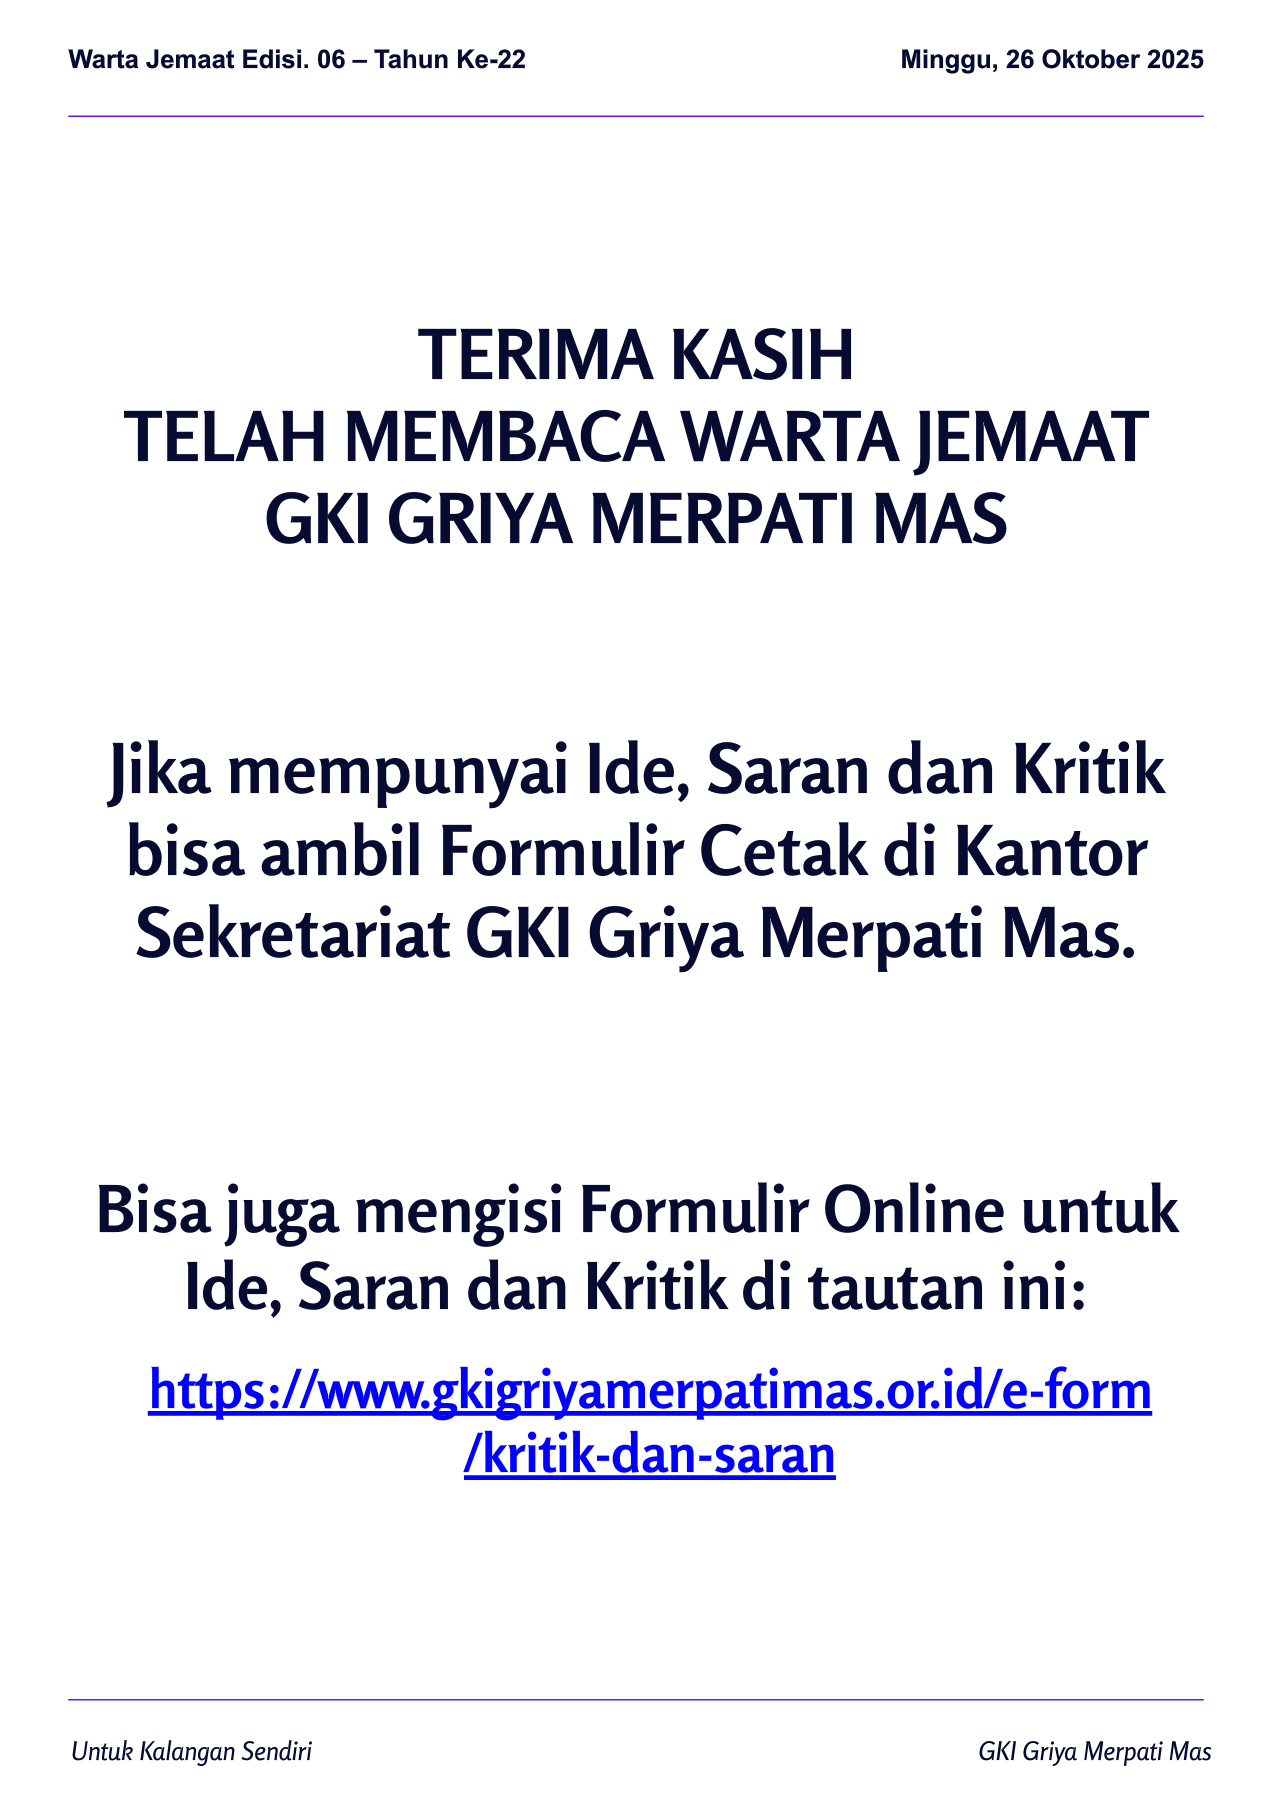 Warta Jemaat Edisi. 06 – Tahun Ke-22
Minggu, 26 Oktober 2025
TERIMA KASIH
TELAH MEMBACA WARTA JEMAAT
GKI GRIYA MERPATI MAS
Jika mempunyai Ide, Saran dan Kritik
bisa ambil Formulir Cetak di Kantor
Sekretariat GKI Griya Merpati Mas.
Bisa juga mengisi Formulir Online untuk
Ide, Saran dan Kritik di tautan ini:
https://www.gkigriyamerpatimas.or.id/e-form
/kritik-dan-saran
Untuk Kalangan Sendiri
GKI Griya Merpati Mas